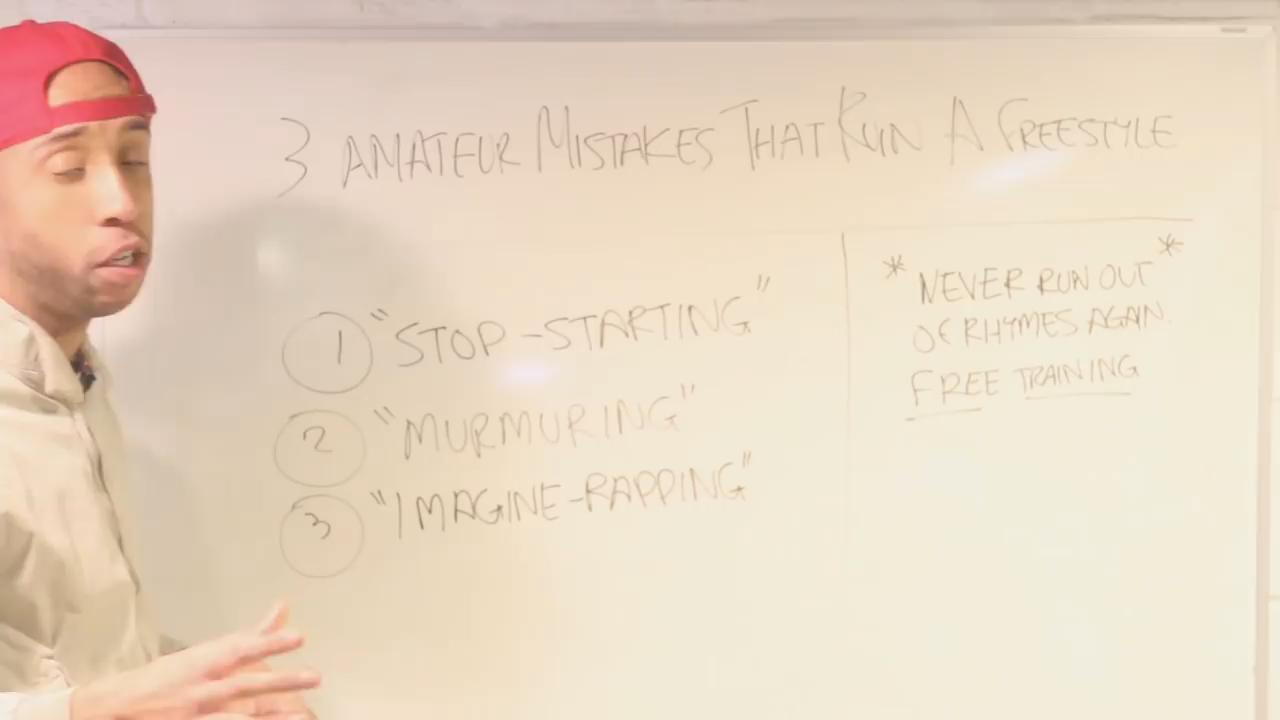 3 AMATEUR MISTAKES THAT RUIN A FREESTYLE
1 "STOP-STARTING"
2 "MURMURING"
3 "IMAGINE-RAPPING"
* NEVER RUN OUT *
OF RHYMES AGAIN.
FREE TRAINING